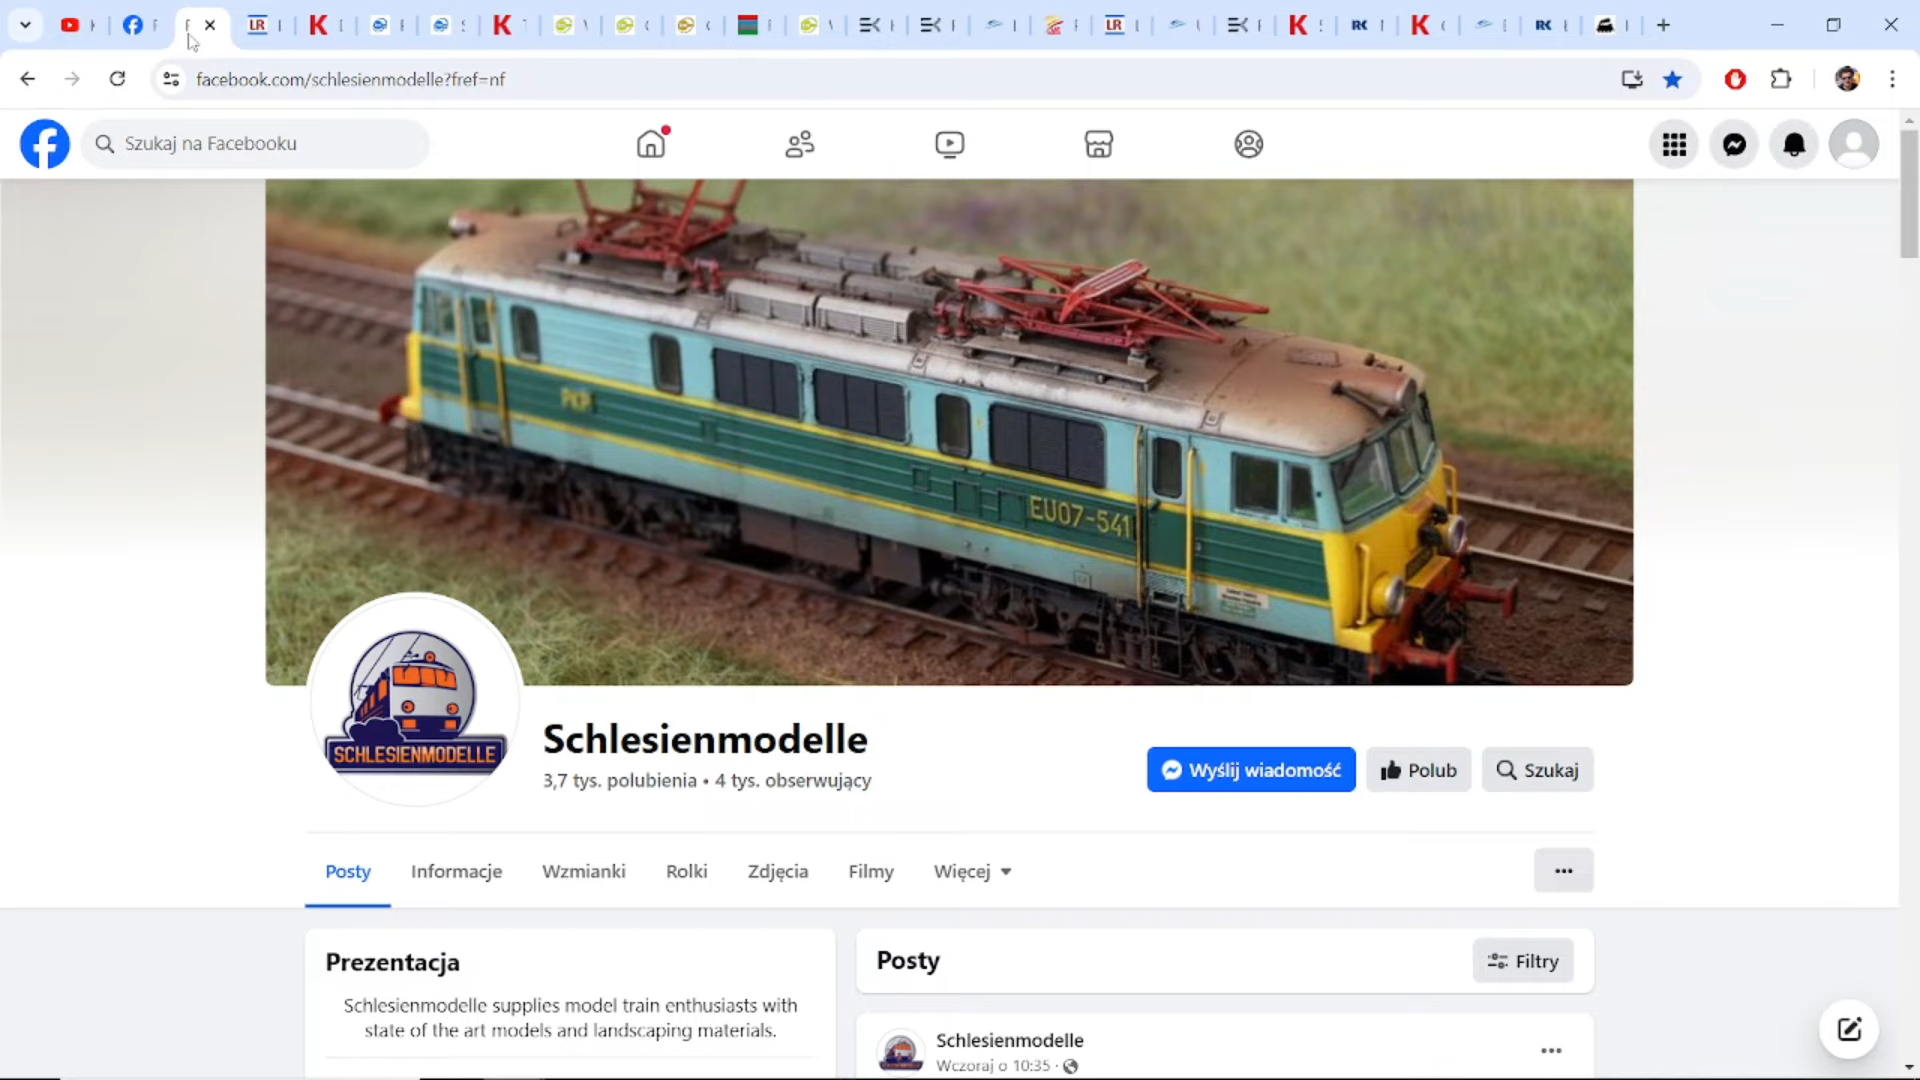 facebook.com/schlesienmodelle?fref=nf
Szukaj na Facebooku
PKP
EU07-541
SCHLESIENMODELLE
Schlesienmodelle
3,7 tys. polubienia • 4 tys. obserwujący
Wyślij wiadomość
Polub
Szukaj
Posty
Informacje
Wzmianki
Rolki
Zdjęcia
Filmy
Więcej
Prezentacja
Schlesienmodelle supplies model train enthusiasts with
state of the art models and landscaping materials.
Posty
Filtry
Schlesienmodelle
Wczoraj o 10:35